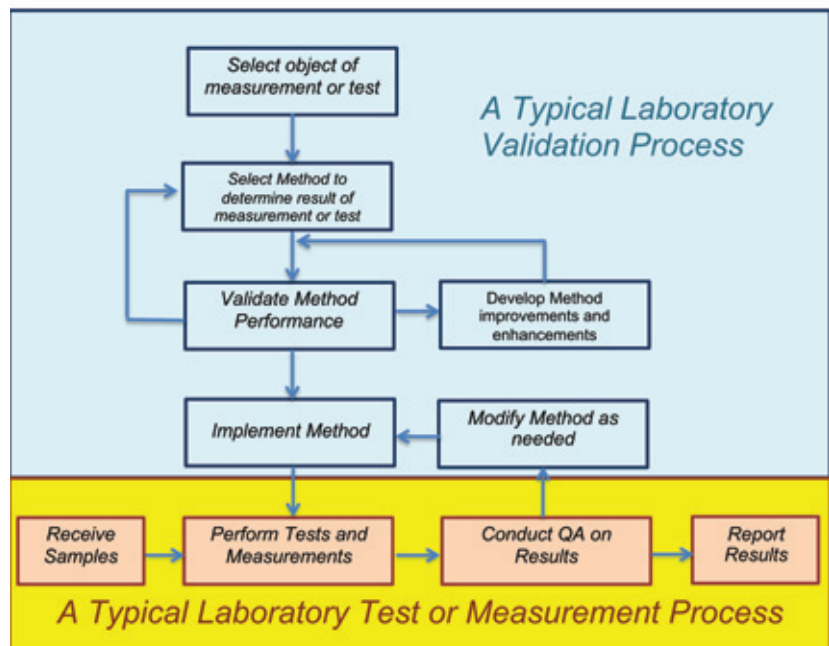 Select object of
measurement or test
A Typical Laboratory
Validation Process
Select Method to
determine result of
measurement or test
Validate Method
Performance
Develop Method
improvements and
enhancements
Implement Method
Modify Method as
needed
Receive
Samples
Perform Tests and
Measurements
Conduct QA on
Results
Report
Results
A Typical Laboratory Test or Measurement Process